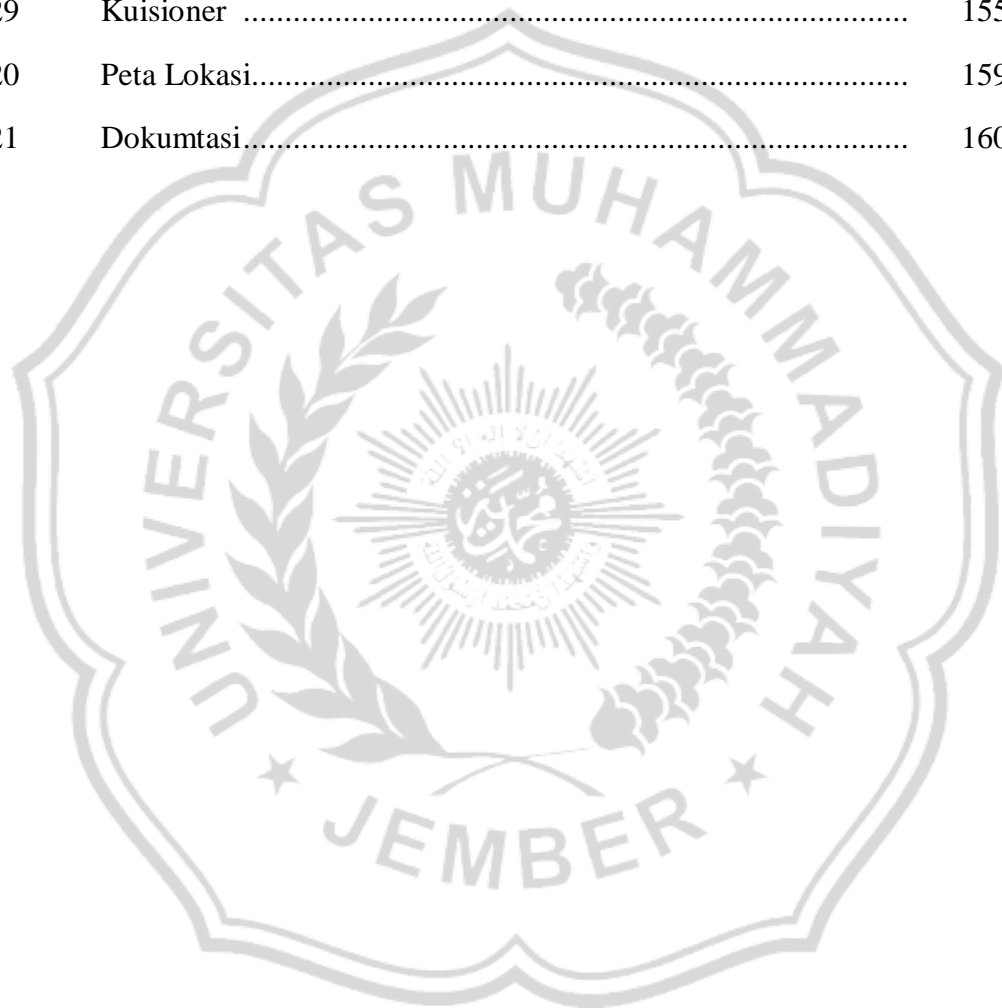 29 Kuisioner ................................................................................... 155
20 Peta Lokasi.................................................................................. 159
21 Dokumtasi................................................................................... 160
UNIVERSITAS MUHAMMADIYAH
★ JEMBER ★